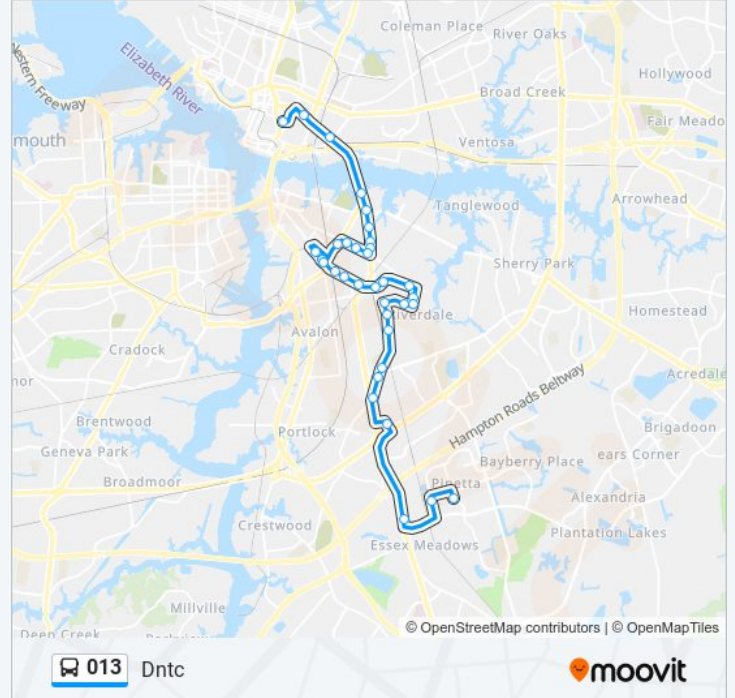 Coleman Place
River Oaks
Elizabeth River
estern Freeway
Hollywood
Broad Creek
Fair Meado
mouth
Ventosa
Arrowhead
Tanglewood
Sherry Park
Homestead
Riverdale
Avalon
Cradock
Acredale
nor
Hampton Roads Beltway
Brentwood
Portlock
Brigadoon
Geneva Park
ears Corner
Bayberry Place
Broadmoor
Pinetta
Alexandria
Crestwood
Plantation Lakes
Essex Meadows
Millville
© OpenStreetMap contributors | © OpenMapTiles
Deep Creek
013 Dntc
moovit